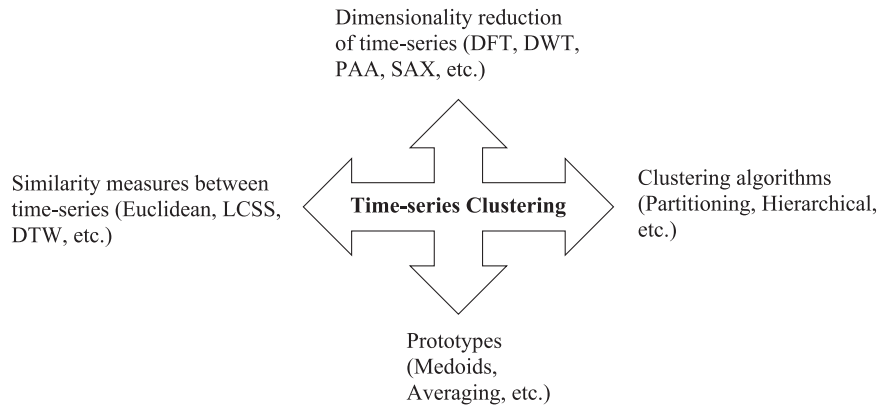 Dimensionality reduction
of time-series (DFT, DWT,
PAA, SAX, etc.)
Similarity measures between
time-series (Euclidean, LCSS,
DTW, etc.)
Time-series Clustering
Clustering algorithms
(Partitioning, Hierarchical,
etc.)
Prototypes
(Medoids,
Averaging, etc.)